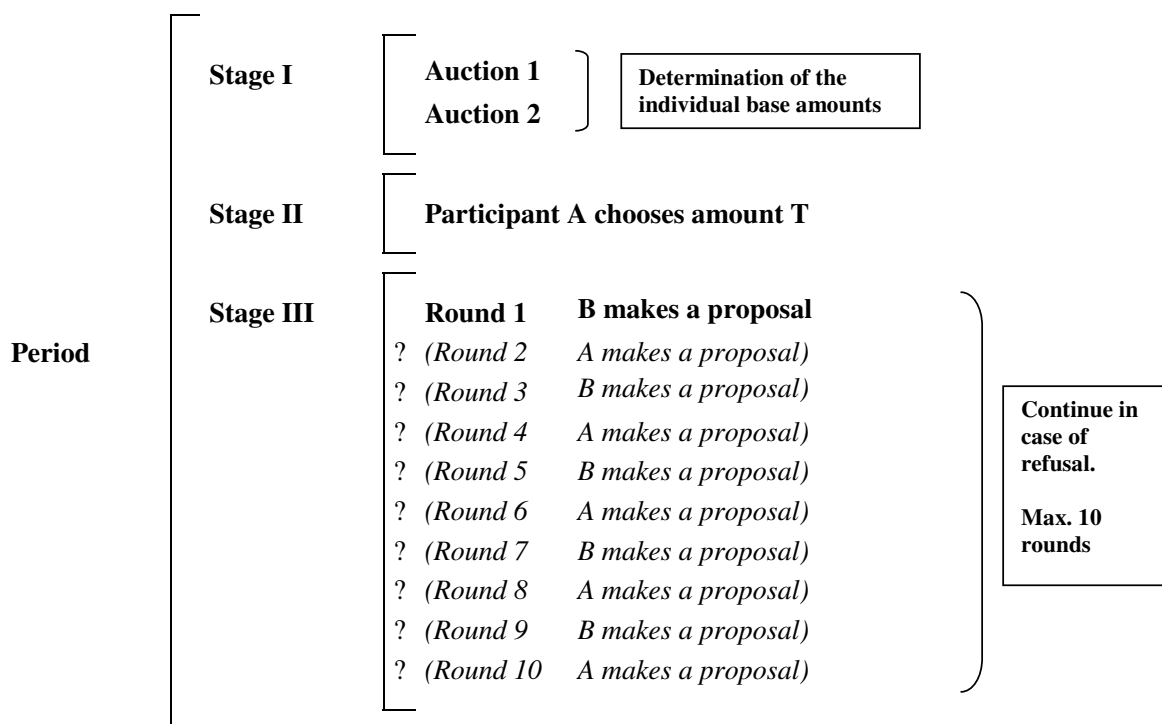 Stage I
Auction 1
Auction 2
Determination of the
individual base amounts
Stage II
Participant A chooses amount T
Period
Stage III
Round 1 B makes a proposal
? (Round 2 A makes a proposal)
? (Round 3 B makes a proposal)
? (Round 4 A makes a proposal)
? (Round 5 B makes a proposal)
? (Round 6 A makes a proposal)
? (Round 7 B makes a proposal)
? (Round 8 A makes a proposal)
? (Round 9 B makes a proposal)
? (Round 10 A makes a proposal)
Continue in
case of
refusal.
Max. 10
rounds